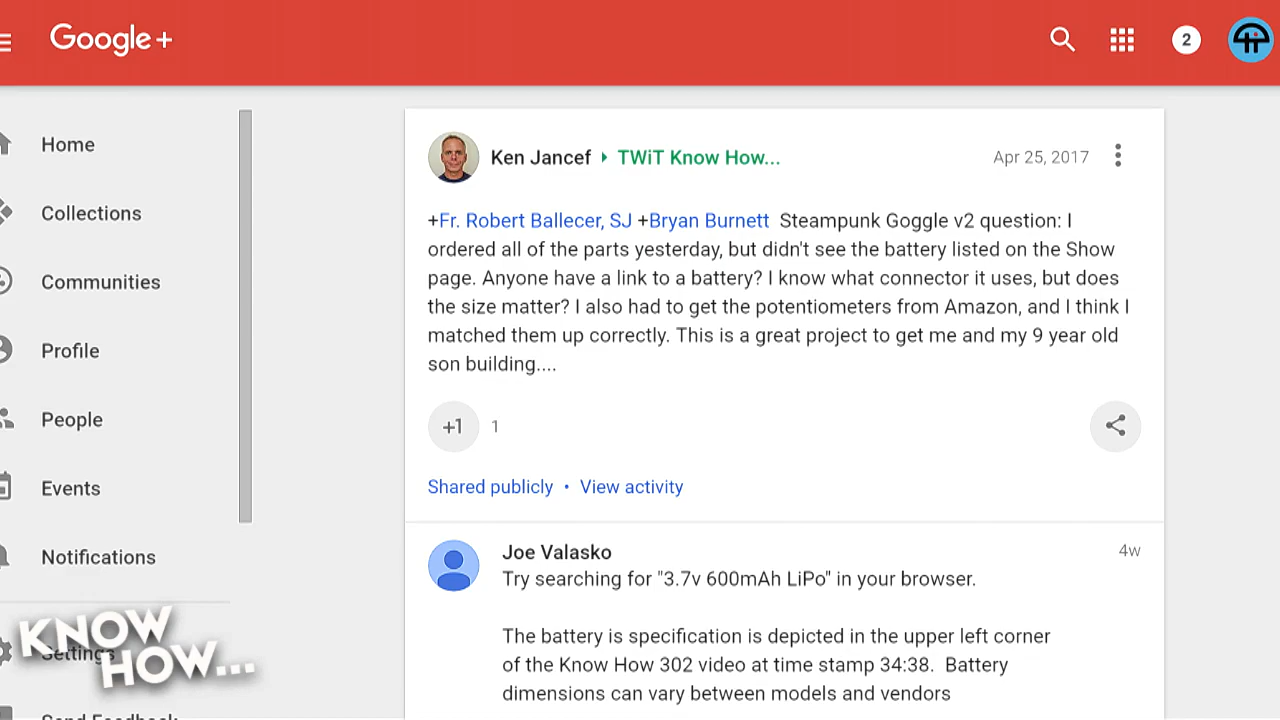 Google+
2
Home
Collections
Communities
Profile
People
Events
Notifications
Settings
Send Feedback
KNOW
HOW...
Ken Jancef TWiT Know How... Apr 25, 2017
+Fr. Robert Ballecer, SJ +Bryan Burnett Steampunk Goggle v2 question: I
ordered all of the parts yesterday, but didn't see the battery listed on the Show
page. Anyone have a link to a battery? I know what connector it uses, but does
the size matter? I also had to get the potentiometers from Amazon, and I think I
matched them up correctly. This is a great project to get me and my 9 year old
son building....
+1 1
Shared publicly • View activity
Joe Valasko 4w
Try searching for "3.7v 600mAh LiPo" in your browser.
The battery is specification is depicted in the upper left corner
of the Know How 302 video at time stamp 34:38. Battery
dimensions can vary between models and vendors